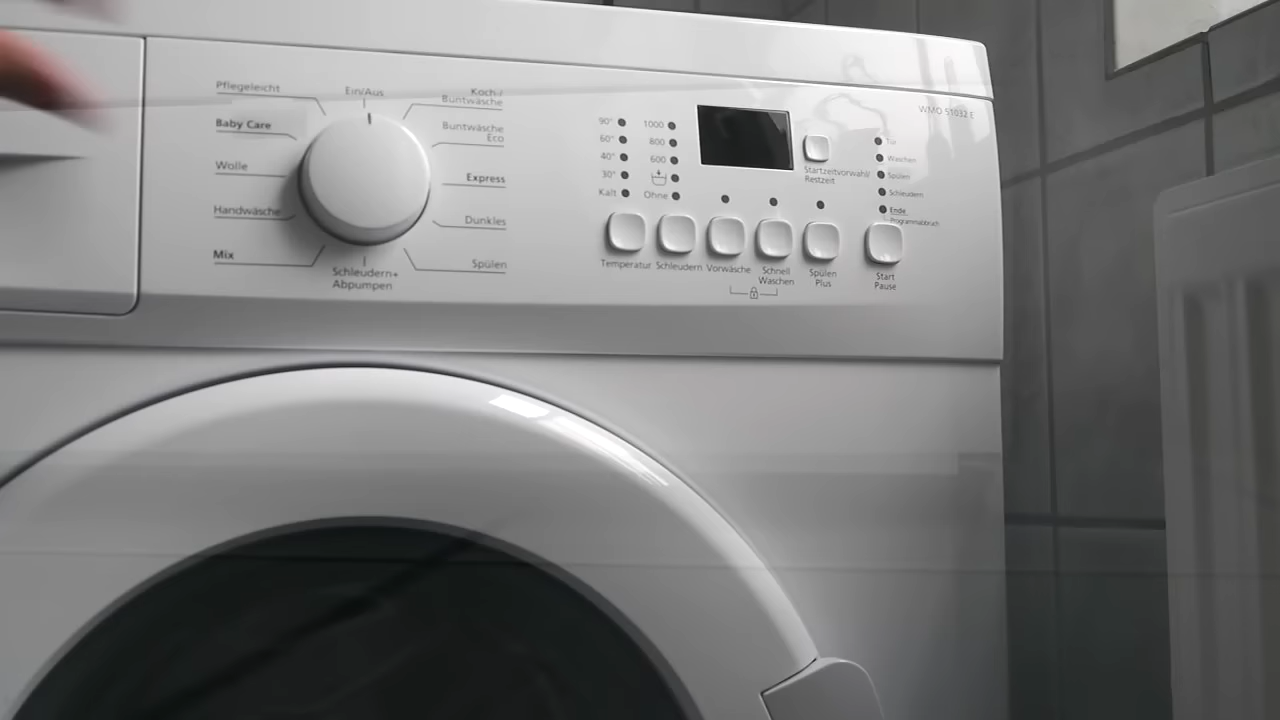 Pflegeleicht
Baby Care
Wolle
Handwäsche
Mix
Ein/Aus
Schleudern+
Abpumpen
Koch-/
Buntwäsche
Buntwäsche
Eco
Express
Dunkles
Spülen
90°
60°
40°
30°
Kalt
1000
800
600
Ohne
Temperatur
Schleudern
Vorwäsche
Schnell
Waschen
Spülen
Plus
Startzeitvorwahl/
Restzeit
WMO 51032 E
Tür
Waschen
Spülen
Schleudern
Ende
Programmabbruch
Start
Pause